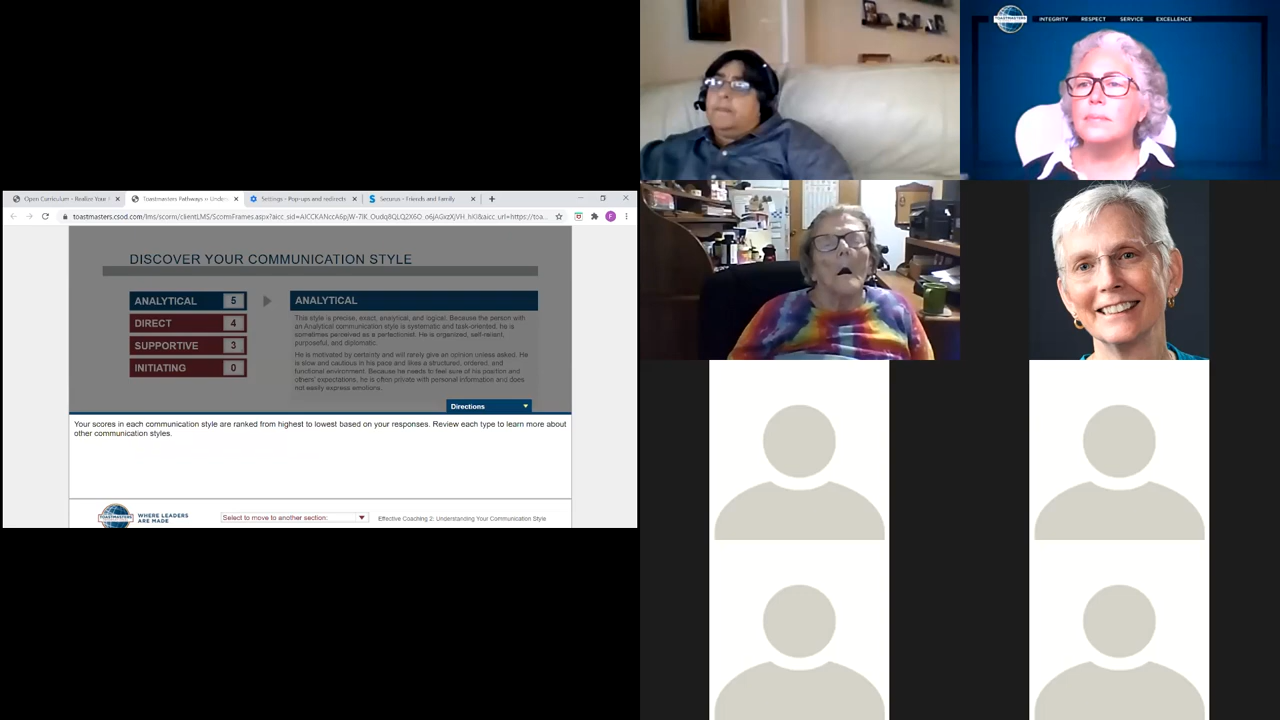 Open Curriculum - Realize Your
Toastmasters Pathways » Under
Settings - Pop-ups and redirects
Securus - Friends and Family
DISCOVER YOUR COMMUNICATION STYLE
ANALYTICAL 5
DIRECT 4
SUPPORTIVE 3
INITIATING 0
ANALYTICAL
This style is precise, exact, analytical, and logical. Because the person with
an Analytical communication style is systematic and task-oriented, he is
sometimes perceived as a perfectionist. He is organized, self-reliant,
purposeful, and diplomatic.
He is motivated by certainty and will rarely give an opinion unless asked. He
is slow and cautious in his pace and likes a structured, ordered, and
functional environment. Because he needs to feel sure of his position and
others' expectations, he is often private with personal information and does
not easily express emotions.
Directions
Your scores in each communication style are ranked from highest to lowest based on your responses. Review each type to learn more about
other communication styles.
TOASTMASTERS
WHERE LEADERS
ARE MADE
Select to move to another section:
Effective Coaching 2: Understanding Your Communication Style
F
TOASTMASTERS
INTEGRITY RESPECT SERVICE EXCELLENCE